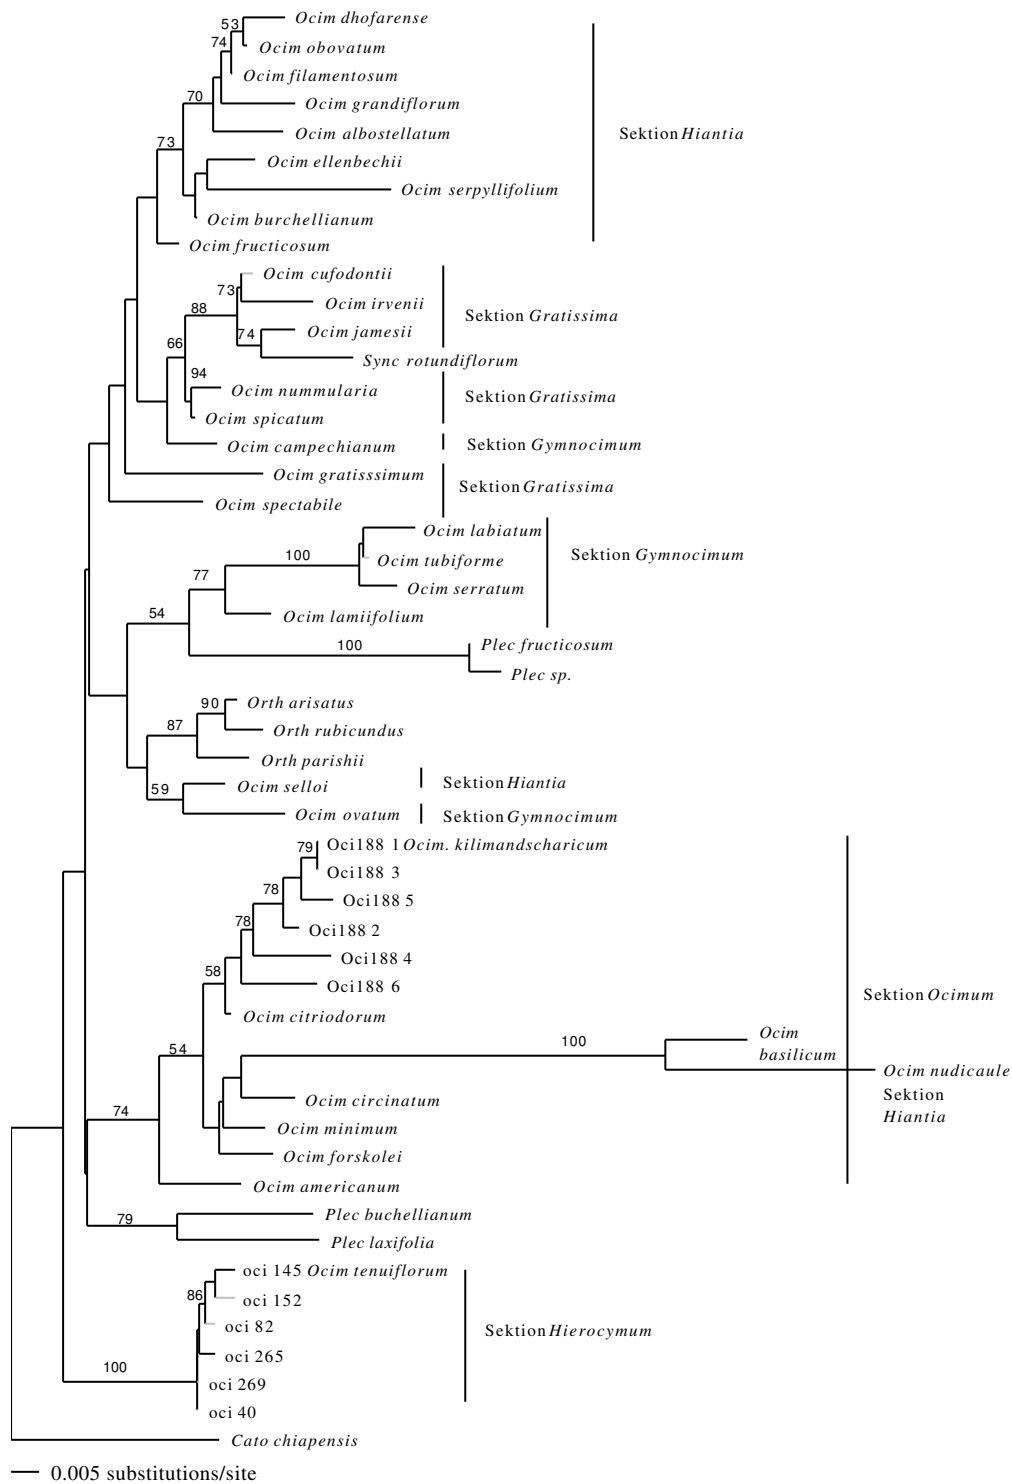 Ocim dhofarense
53
Ocim obovatum
74
Ocim filamentosum
70
Ocim grandiflorum
Ocim albostellatum
Sektion Hiantia
73
Ocim ellenbechii
Ocim serpyllifolium
Ocim burchellianum
Ocim fructicosum
Ocim cufodontii
73
Ocim irvenii
88
Sektion Gratissima
74
Ocim jamesii
66
Sync rotundiflorum
94
Ocim nummularia
Sektion Gratissima
Ocim spicatum
Ocim campechianum
Sektion Gymnocimum
Ocim gratisssimum
Sektion Gratissima
Ocim spectabile
Ocim labiatum
100
Ocim tubiforme
Sektion Gymnocimum
77
Ocim serratum
54
Ocim lamiifolium
100
Plec fructicosum
Plec sp.
90
Orth arisatus
87
Orth rubicundus
Orth parishii
59
Ocim selloi
Sektion Hiantia
Ocim ovatum
Sektion Gymnocimum
79
Oci188 1 Ocim. kilimandscharicum
Oci188 3
78
Oci188 5
78
Oci188 2
Oci188 4
58
Oci188 6
Sektion Ocimum
Ocim citriodorum
54
100
Ocim
basilicum
Ocim nudicaule
Sektion
Hiantia
Ocim circinatum
74
Ocim minimum
Ocim forskolei
Ocim americanum
79
Plec buchellianum
Plec laxifolia
oci 145 Ocim tenuiflorum
86
oci 152
oci 82
Sektion Hierocymum
oci 265
100
oci 269
oci 40
Cato chiapensis
0.005 substitutions/site